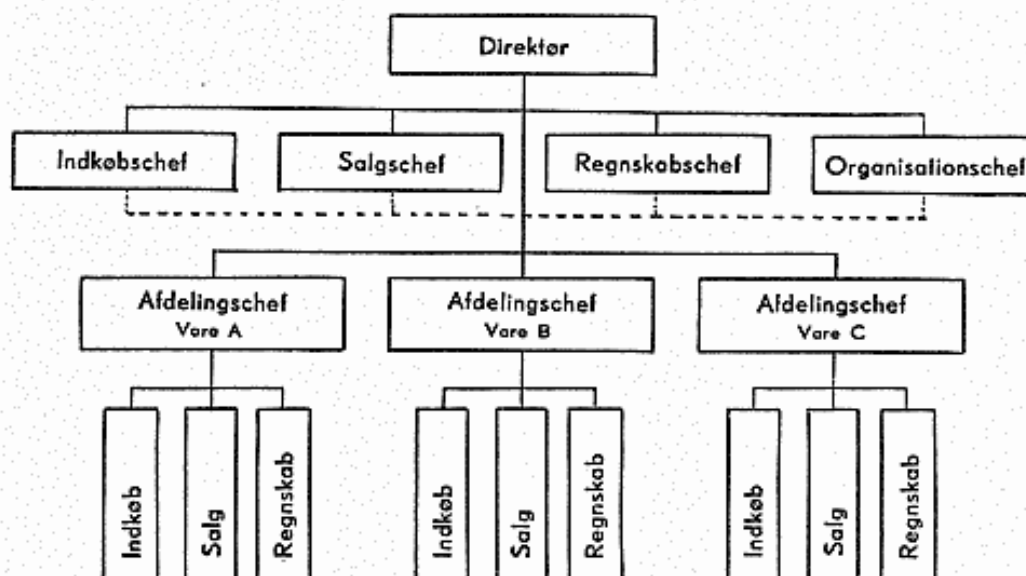 Direktør
Indkøbschef
Salgschef
Regnskabschef
Organisationschef
Afdelingschef
Vare A
Afdelingschef
Vare B
Afdelingschef
Vare C
Indkøb
Salg
Regnskab
Indkøb
Salg
Regnskab
Indkøb
Salg
Regnskab